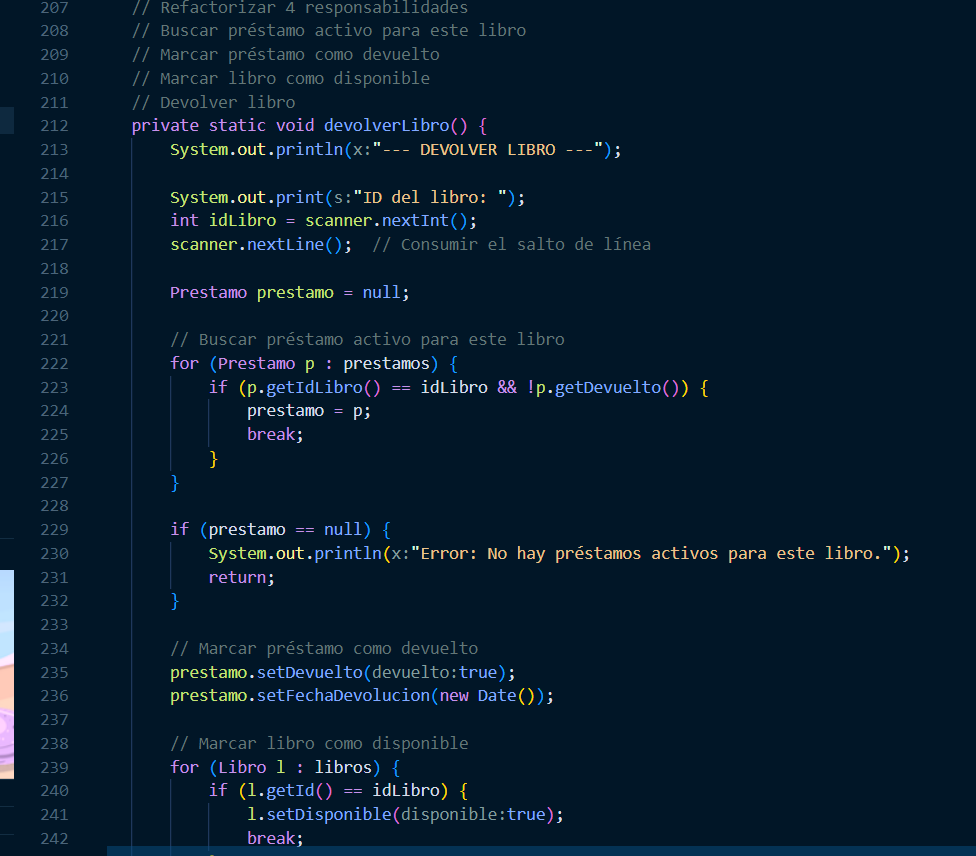 207 // Refactorizar 4 responsabilidades
208 // Buscar préstamo activo para este libro
209 // Marcar préstamo como devuelto
210 // Marcar libro como disponible
211 // Devolver libro
212 private static void devolverLibro() {
213 System.out.println(x:"--- DEVOLVER LIBRO ---");
214
215 System.out.print(s:"ID del libro: ");
216 int idLibro = scanner.nextInt();
217 scanner.nextLine();  // Consumir el salto de línea
218
219 Prestamo prestamo = null;
220
221 // Buscar préstamo activo para este libro
222 for (Prestamo p : prestamos) {
223 if (p.getIdLibro() == idLibro && !p.getDevuelto()) {
224 prestamo = p;
225 break;
226 }
227 }
228
229 if (prestamo == null) {
230 System.out.println(x:"Error: No hay préstamos activos para este libro.");
231 return;
232 }
233
234 // Marcar préstamo como devuelto
235 prestamo.setDevuelto(devuelto:true);
236 prestamo.setFechaDevolucion(new Date());
237
238 // Marcar libro como disponible
239 for (Libro l : libros) {
240 if (l.getId() == idLibro) {
241 l.setDisponible(disponible:true);
242 break;